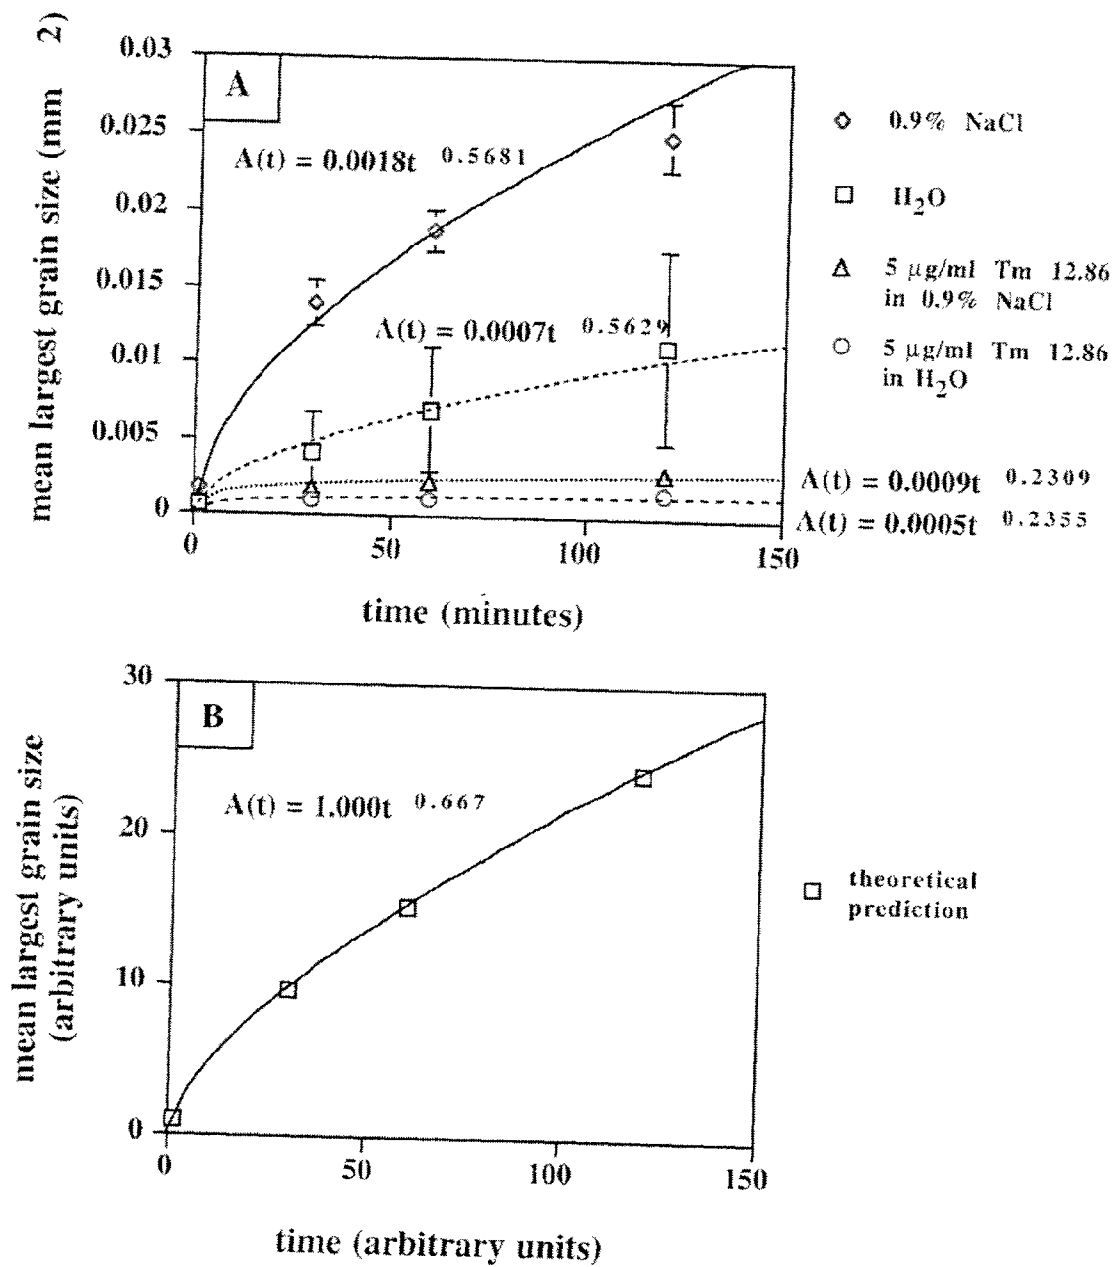 mean largest grain size (mm 2)
0.03
0.025
0.02
0.015
0.01
0.005
0
A
A(t) = 0.0018t 0.5681
A(t) = 0.0007t 0.5629
A(t) = 0.0009t 0.2309
A(t) = 0.0005t 0.2355
0.9% NaCl
H2O
5 µg/ml Tm 12.86
in 0.9% NaCl
5 µg/ml Tm 12.86
in H2O
0 50 100 150
time (minutes)
mean largest grain size
(arbitrary units)
30
20
10
0
B
A(t) = 1.000t 0.667
theoretical
prediction
0 50 100 150
time (arbitrary units)